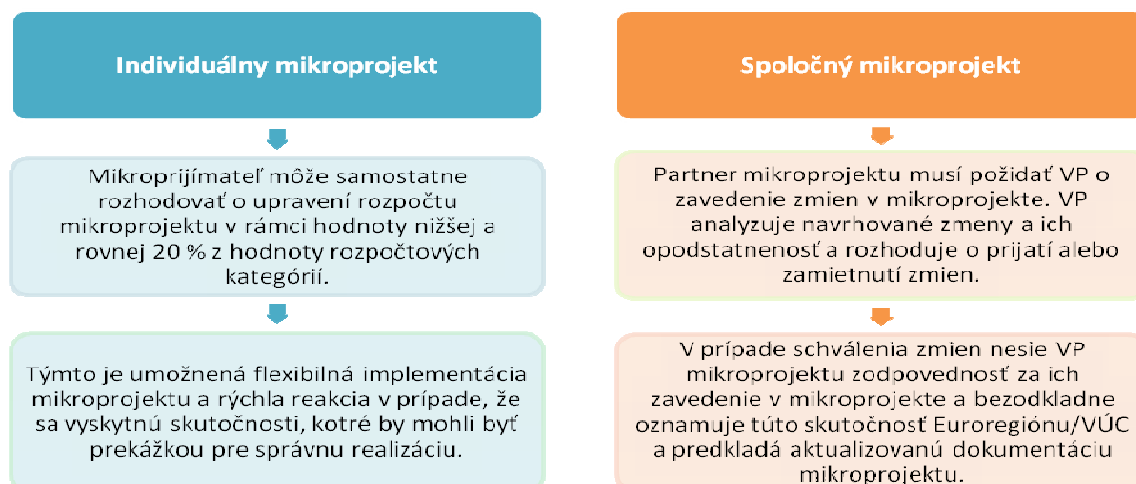 Individuálny mikroprojekt
Mikroprijímateľ môže samostatne
rozhodovať o upravení rozpočtu
mikroprojektu v rámci hodnoty nižšej a
rovnej 20 % z hodnoty rozpočtových
kategórií.
Týmto je umožnená flexibilná implementácia
mikroprojektu a rýchla reakcia v prípade, že
sa vyskytnú skutočnosti, kotré by mohli byť
prekážkou pre správnu realizáciu.
Spoločný mikroprojekt
Partner mikroprojektu musí požidať VP o
zavedenie zmien v mikroprojekte. VP
analyzuje navrhované zmeny a ich
opodstatnenosť a rozhoduje o prijatí alebo
zamietnutí zmien.
V prípade schválenia zmien nesie VP
mikroprojektu zodpovednosť za ich
zavedenie v mikroprojekte a bezodkladne
oznamuje túto skutočnosť Euroregiónu/VÚC
a predkladá aktualizovanú dokumentáciu
mikroprojektu.